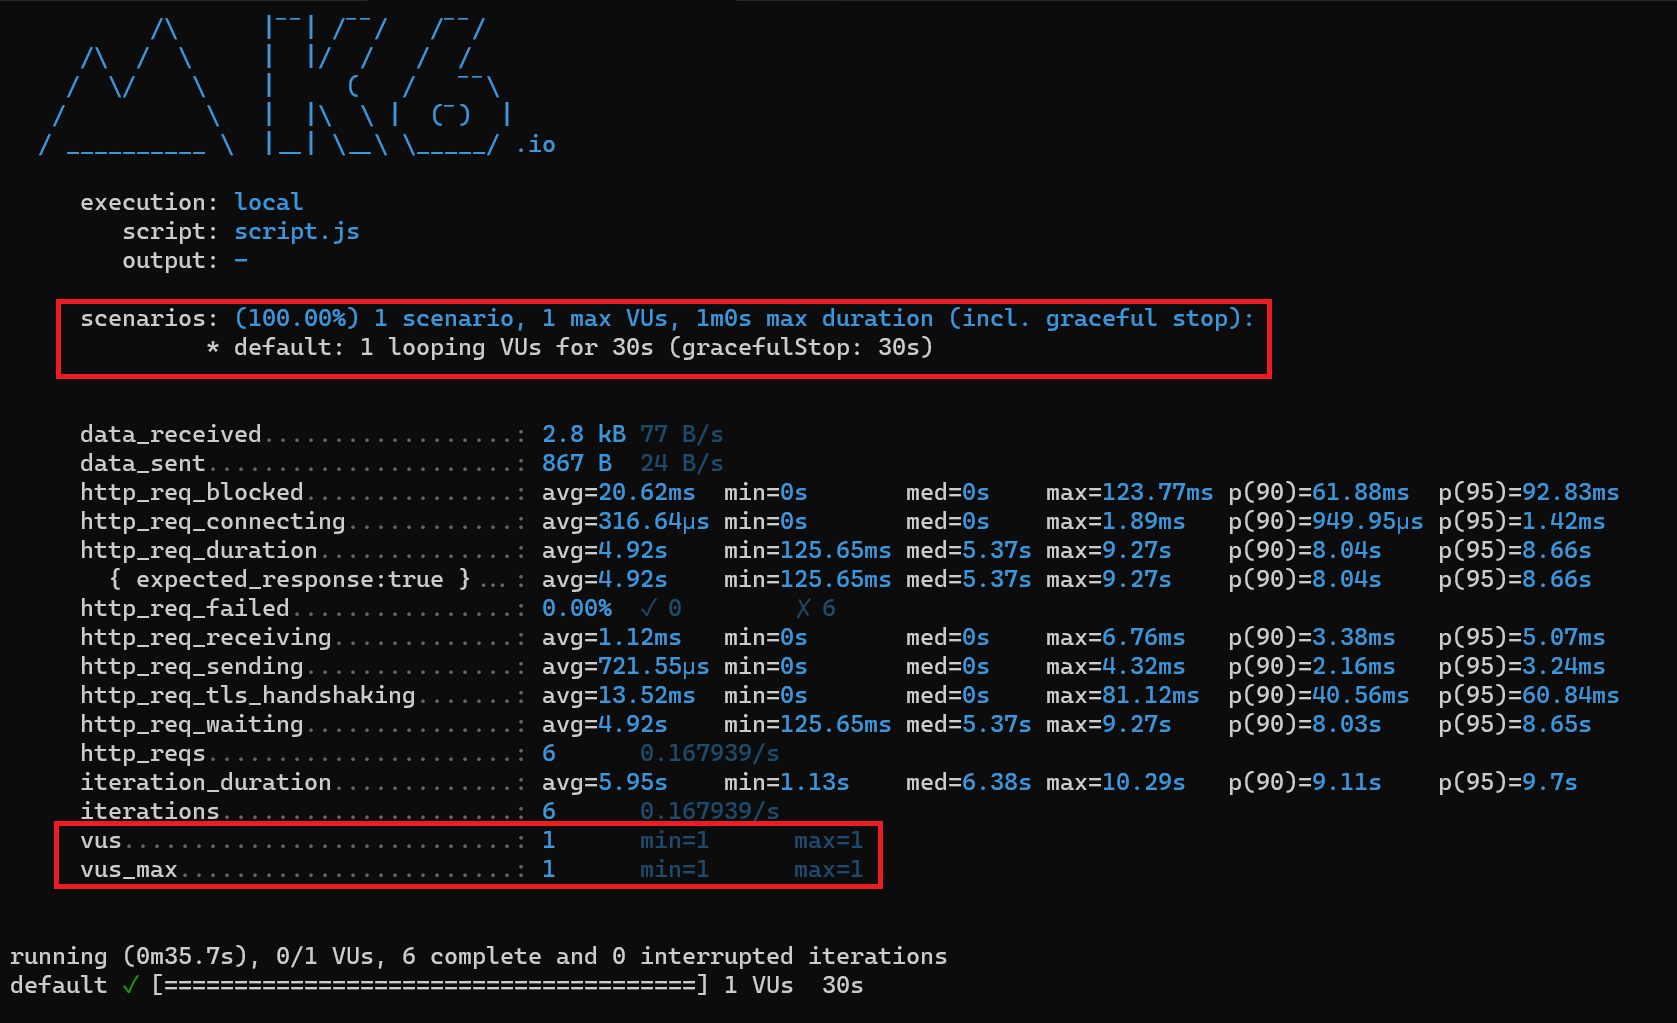 /\      |‾‾| /‾‾/   /‾‾/
    /\  /  \     |  |/  /   /  /
   /  \/    \    |     (   /   ‾‾\
  /          \   |  |\  \ |  (‾)  |
 / __________ \  |__| \__\ \_____/ .io
execution: local
script: script.js
output: -
scenarios: (100.00%) 1 scenario, 1 max VUs, 1m0s max duration (incl. graceful stop):
* default: 1 looping VUs for 30s (gracefulStop: 30s)
data_received..................: 2.8 kB 77 B/s
data_sent......................: 867 B  24 B/s
http_req_blocked...............: avg=20.62ms  min=0s       med=0s    max=123.77ms p(90)=61.88ms  p(95)=92.83ms
http_req_connecting............: avg=316.64µs min=0s       med=0s    max=1.89ms   p(90)=949.95µs p(95)=1.42ms
http_req_duration..............: avg=4.92s    min=125.65ms med=5.37s max=9.27s    p(90)=8.04s    p(95)=8.66s
{ expected_response:true }...: avg=4.92s    min=125.65ms med=5.37s max=9.27s    p(90)=8.04s    p(95)=8.66s
http_req_failed................: 0.00%  ✓ 0        ✗ 6
http_req_receiving.............: avg=1.12ms   min=0s       med=0s    max=6.76ms   p(90)=3.38ms   p(95)=5.07ms
http_req_sending...............: avg=721.55µs min=0s       med=0s    max=4.32ms   p(90)=2.16ms   p(95)=3.24ms
http_req_tls_handshaking.......: avg=13.52ms  min=0s       med=0s    max=81.12ms  p(90)=40.56ms  p(95)=60.84ms
http_req_waiting...............: avg=4.92s    min=125.65ms med=5.37s max=9.27s    p(90)=8.03s    p(95)=8.65s
http_reqs......................: 6      0.167939/s
iteration_duration.............: avg=5.95s    min=1.13s    med=6.38s max=10.29s   p(90)=9.11s    p(95)=9.7s
iterations.....................: 6      0.167939/s
vus............................: 1      min=1      max=1
vus_max........................: 1      min=1      max=1
running (0m35.7s), 0/1 VUs, 6 complete and 0 interrupted iterations
default ✓ [======================================] 1 VUs  30s